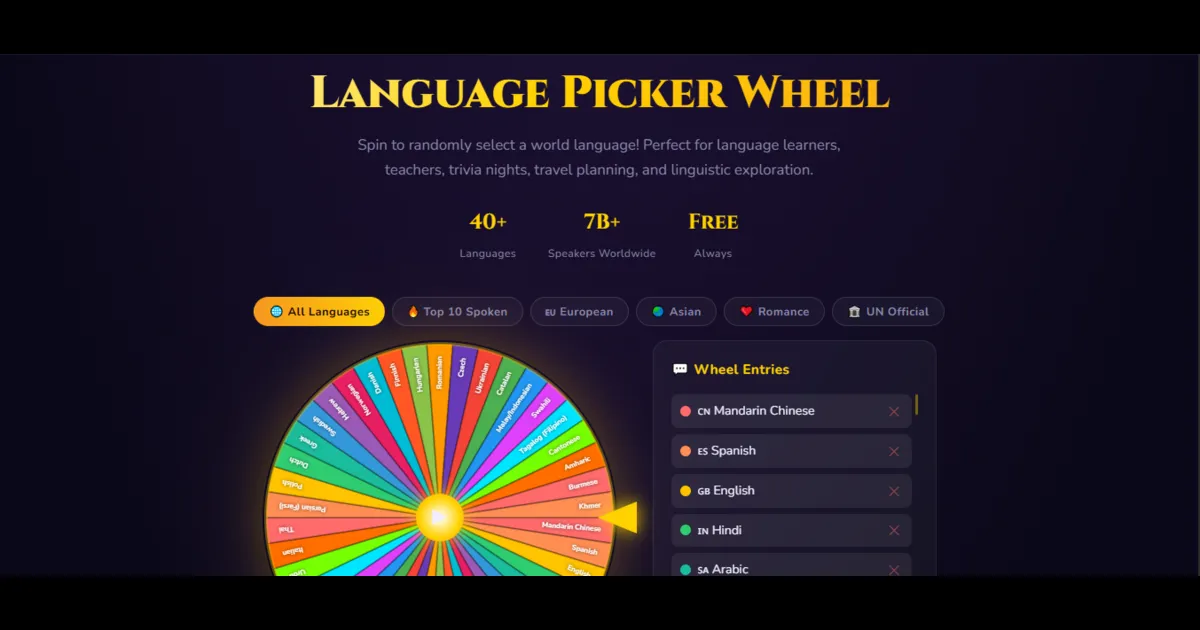 Language Picker Wheel
Spin to randomly select a world language! Perfect for language learners,
teachers, trivia nights, travel planning, and linguistic exploration.
40+
7B+
Free
Languages
Speakers Worldwide
Always
All Languages
Top 10 Spoken
EU European
Asian
Romance
UN Official
Wheel Entries
CN Mandarin Chinese
ES Spanish
GB English
IN Hindi
SA Arabic
Italian
Thai
Persian (Farsi)
Polish
Dutch
Greek
Swedish
Hebrew
Norwegian
Danish
Finnish
Hungarian
Romanian
Czech
Ukrainian
Catalan
Malay/Indonesian
Swahili
Tagalog (Filipino)
Cantonese
Amharic
Burmese
Khmer
Mandarin Chinese
Spanish
English